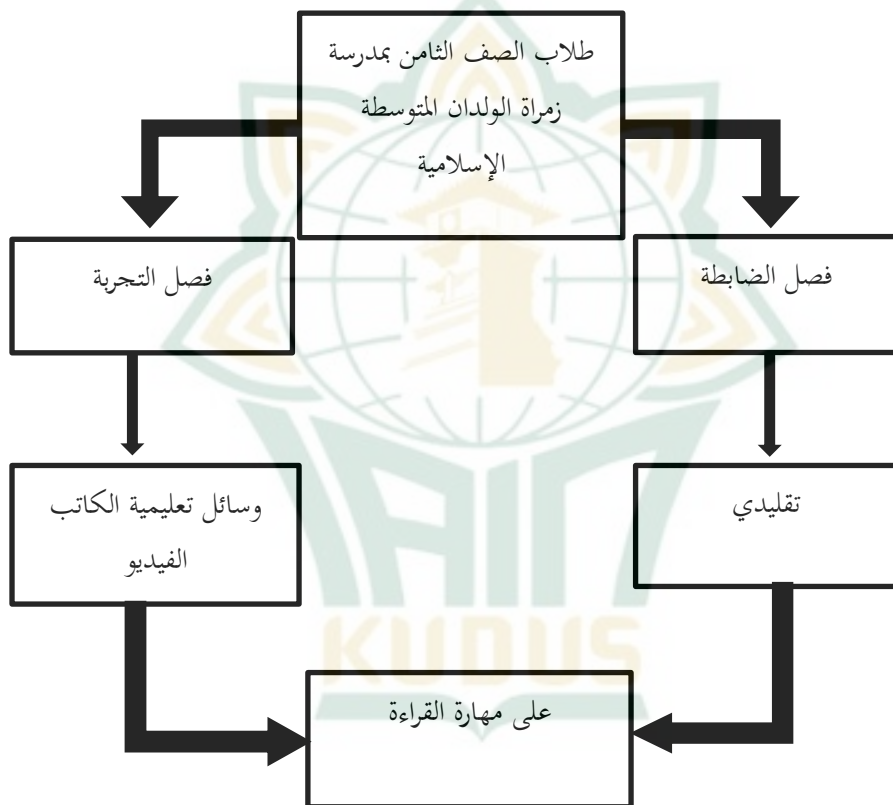 طلاب الصف الثامن بمدرسة
زمراة الولدان المتوسطة
الإسلامية
فصل الضابطة
فصل التجربة
تقليدي
وسائل تعليمية الكاتب
الفيديو
على مهارة القراءة
IAIN
KUDUS